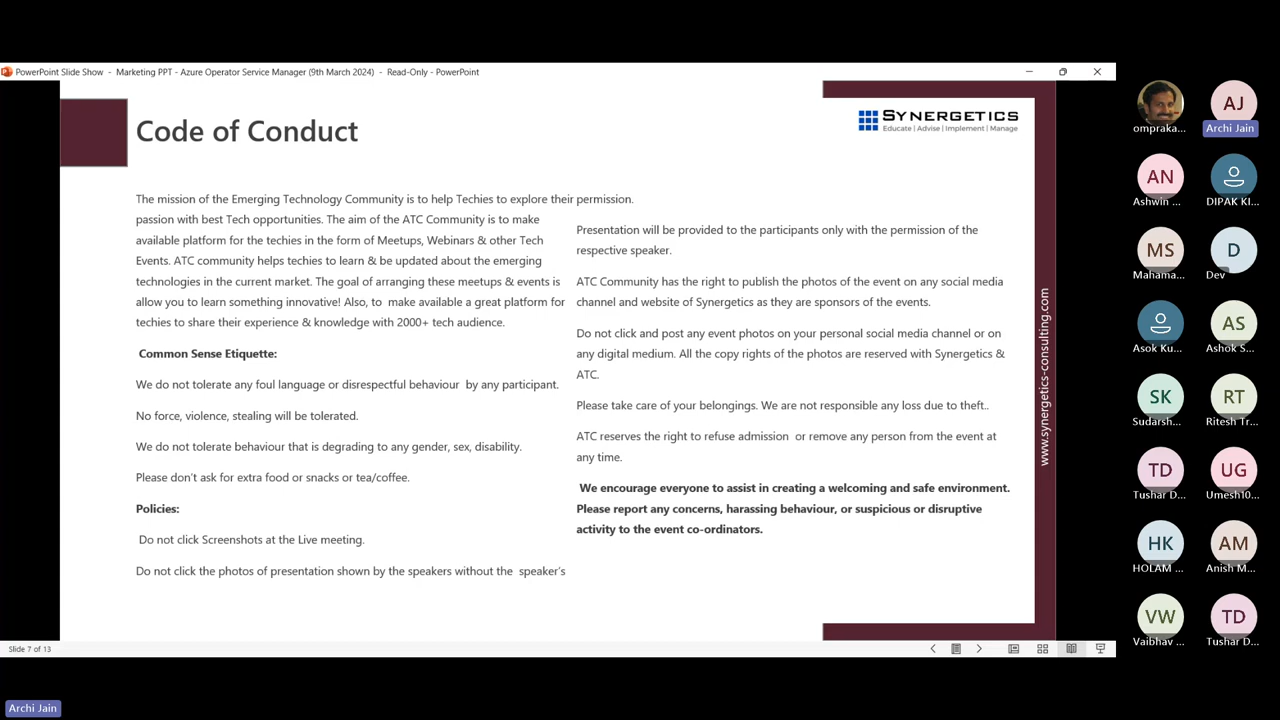 PowerPoint Slide Show - Marketing PPT - Azure Operator Service Manager (9th March 2024) - Read-Only - PowerPoint
Code of Conduct
SYNERGETICS
Educate | Advise | Implement | Manage
The mission of the Emerging Technology Community is to help Techies to explore their
passion with best Tech opportunities. The aim of the ATC Community is to make
available platform for the techies in the form of Meetups, Webinars & other Tech
Events. ATC community helps techies to learn & be updated about the emerging
technologies in the current market. The goal of arranging these meetups & events is
allow you to learn something innovative! Also, to make available a great platform for
techies to share their experience & knowledge with 2000+ tech audience.
Common Sense Etiquette:
We do not tolerate any foul language or disrespectful behaviour by any participant.
No force, violence, stealing will be tolerated.
We do not tolerate behaviour that is degrading to any gender, sex, disability.
Please don't ask for extra food or snacks or tea/coffee.
Policies:
Do not click Screenshots at the Live meeting.
Do not click the photos of presentation shown by the speakers without the speaker's
permission.
Presentation will be provided to the participants only with the permission of the
respective speaker.
ATC Community has the right to publish the photos of the event on any social media
channel and website of Synergetics as they are sponsors of the events.
Do not click and post any event photos on your personal social media channel or on
any digital medium. All the copy rights of the photos are reserved with Synergetics &
ATC.
Please take care of your belongings. We are not responsible any loss due to theft..
ATC reserves the right to refuse admission or remove any person from the event at
any time.
We encourage everyone to assist in creating a welcoming and safe environment.
Please report any concerns, harassing behaviour, or suspicious or disruptive
activity to the event co-ordinators.
www.synergetics-consulting.com
Slide 7 of 13
ompraka...
AJ
Archi Jain
AN
Ashwin ...
DIPAK KI...
MS
Mahama...
D
Dev
Asok Ku...
AS
Ashok S...
SK
Sudarsh...
RT
Ritesh Tr...
TD
Tushar D...
UG
Umesh10...
HK
HOLAM ...
AM
Anish M...
VW
Vaibhav ...
TD
Tushar D...
Archi Jain